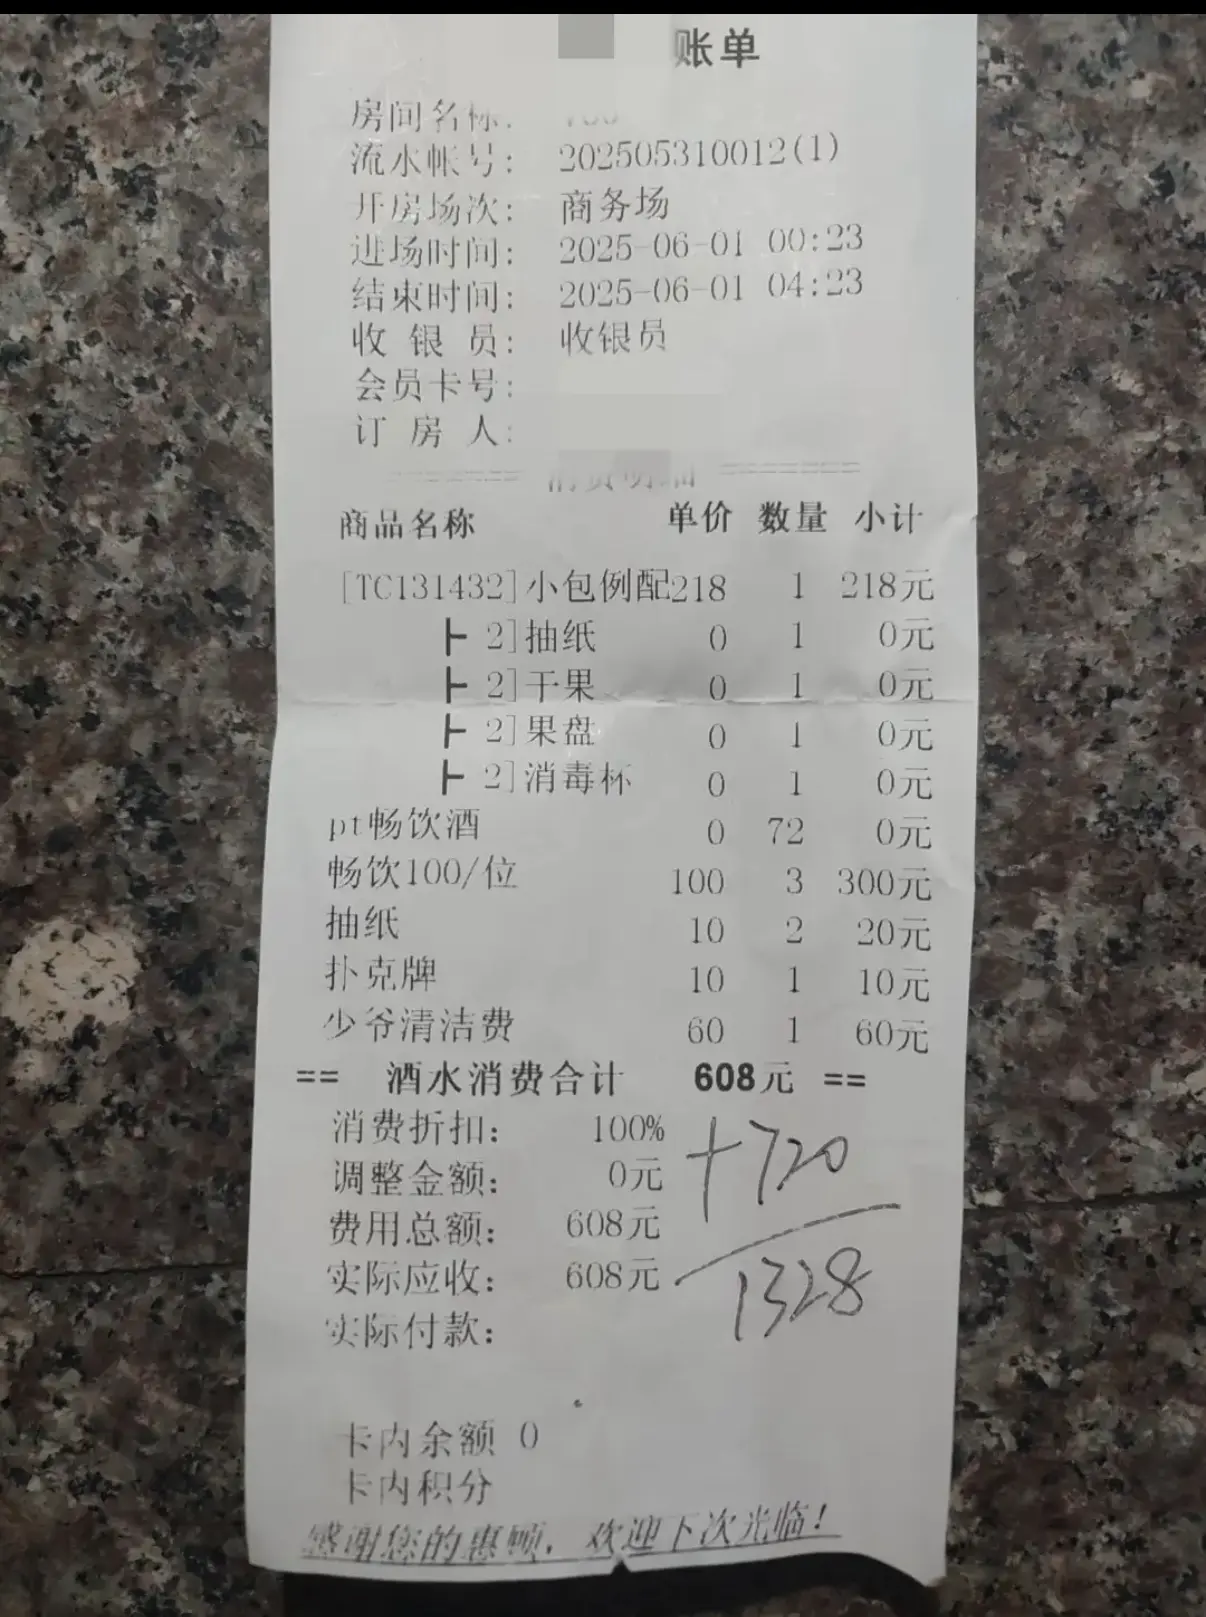 账单
房间名称:
流水帐号: 202505310012(1)
开房场次: 商务场
进场时间: 2025-06-01 00:23
结束时间: 2025-06-01 04:23
收 银 员: 收银员
会员卡号:
订 房 人:
========== 消费明细 ==========
商品名称 单价 数量 小计
[TC131432]小包例配218 1 218元
┣ 2]抽纸 0 1 0元
┣ 2]干果 0 1 0元
┣ 2]果盘 0 1 0元
┣ 2]消毒杯 0 1 0元
pt畅饮酒 0 72 0元
畅饮100/位 100 3 300元
抽纸 10 2 20元
扑克牌 10 1 10元
少爷清洁费 60 1 60元
== 酒水消费合计 608元 ==
消费折扣: 100%
调整金额: 0元
+720
费用总额: 608元
实际应收: 608元
1328
实际付款:
卡内余额 0
卡内积分
感谢您的惠顾, 欢迎下次光临!